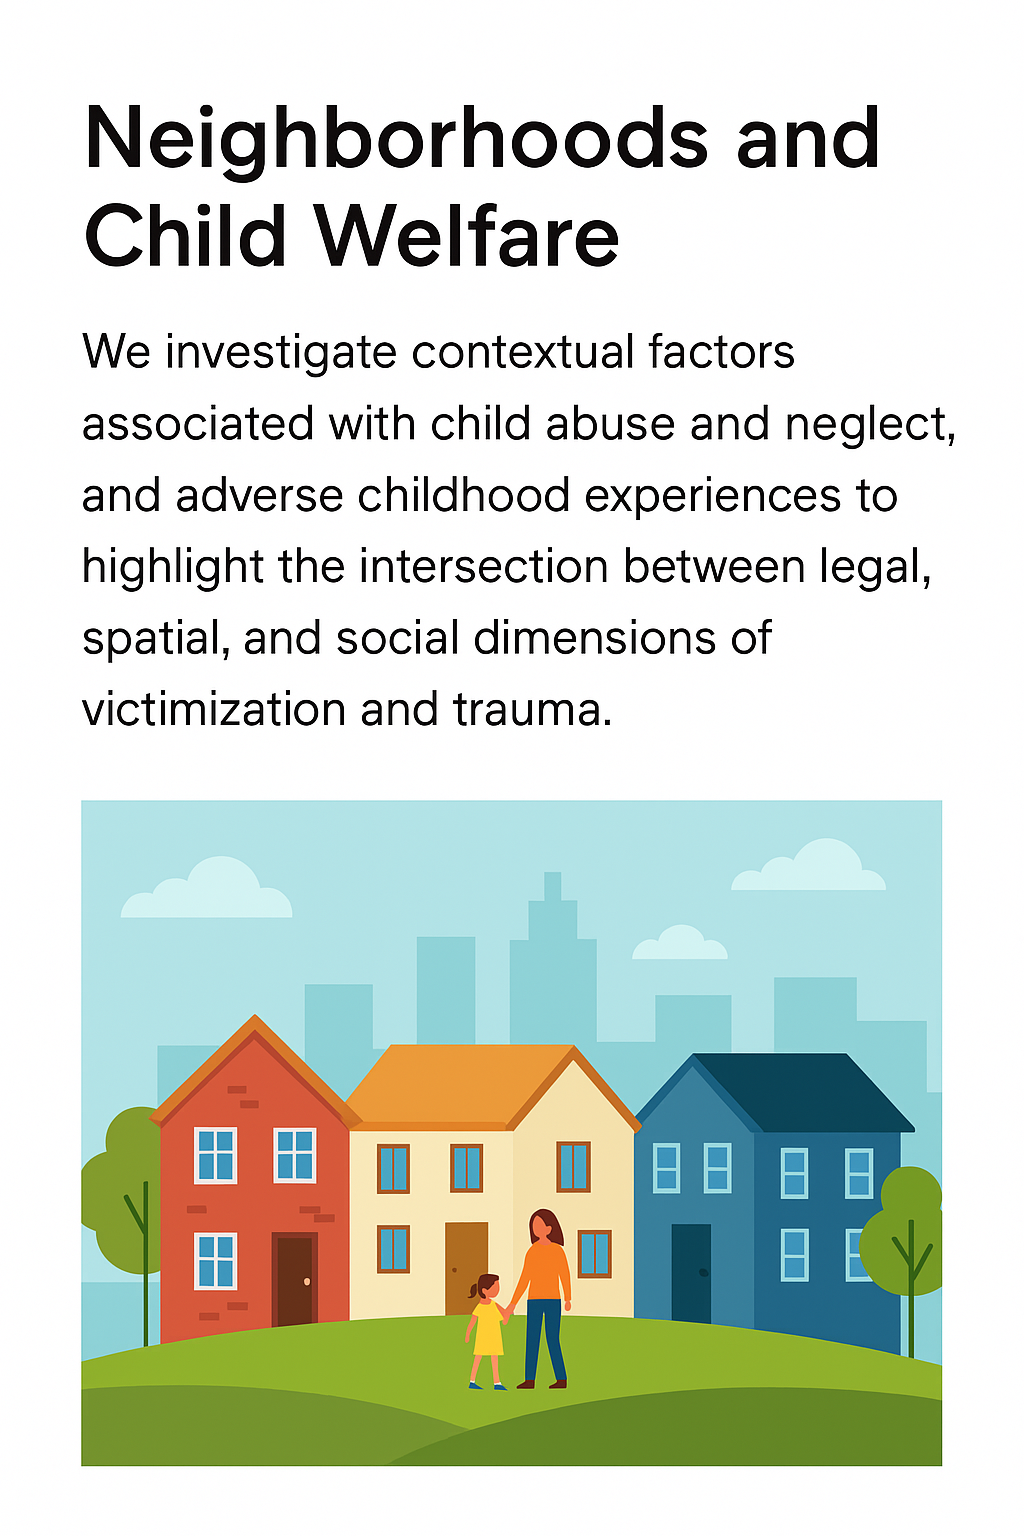 Neighborhoods and
Child Welfare
We investigate contextual factors
associated with child abuse and neglect,
and adverse childhood experiences to
highlight the intersection between legal,
spatial, and social dimensions of
victimization and trauma.